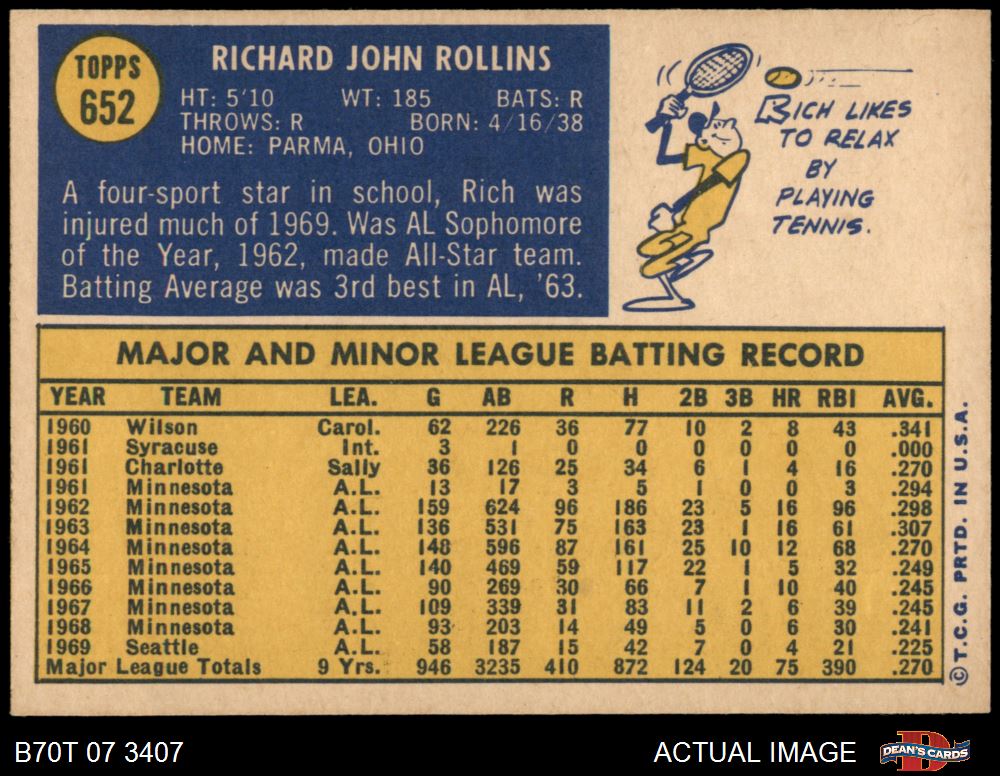 TOPPS
652
RICHARD JOHN ROLLINS
HT: 5'10 WT: 185 BATS: R
THROWS: R BORN: 4/16/38
HOME: PARMA, OHIO
A four-sport star in school, Rich was
injured much of 1969. Was AL Sophomore
of the Year, 1962, made All-Star team.
Batting Average was 3rd best in AL, '63.
RICH LIKES
TO RELAX
BY
PLAYING
TENNIS.
MAJOR AND MINOR LEAGUE BATTING RECORD
YEAR TEAM LEA. G AB R H 2B 3B HR RBI AVG.
1960 Wilson Carol. 62 226 36 77 10 2 8 43 .341
1961 Syracuse Int. 3 1 0 0 0 0 0 0 .000
1961 Charlotte Sally 36 126 25 34 6 1 4 16 .270
1961 Minnesota A.L. 13 17 3 5 1 0 0 3 .294
1962 Minnesota A.L. 159 624 96 186 23 5 16 96 .298
1963 Minnesota A.L. 136 531 75 163 23 1 16 61 .307
1964 Minnesota A.L. 148 596 87 161 25 10 12 68 .270
1965 Minnesota A.L. 140 469 59 117 22 1 5 32 .249
1966 Minnesota A.L. 90 269 30 66 7 1 10 40 .245
1967 Minnesota A.L. 109 339 31 83 11 2 6 39 .245
1968 Minnesota A.L. 93 203 14 49 5 0 6 30 .241
1969 Seattle A.L. 58 187 15 42 7 0 4 21 .225
Major League Totals 9 Yrs. 946 3235 410 872 124 20 75 390 .270
© T.C.G. PRTD. IN U.S.A.
B70T 07 3407
ACTUAL IMAGE
D
DEAN'S CARDS